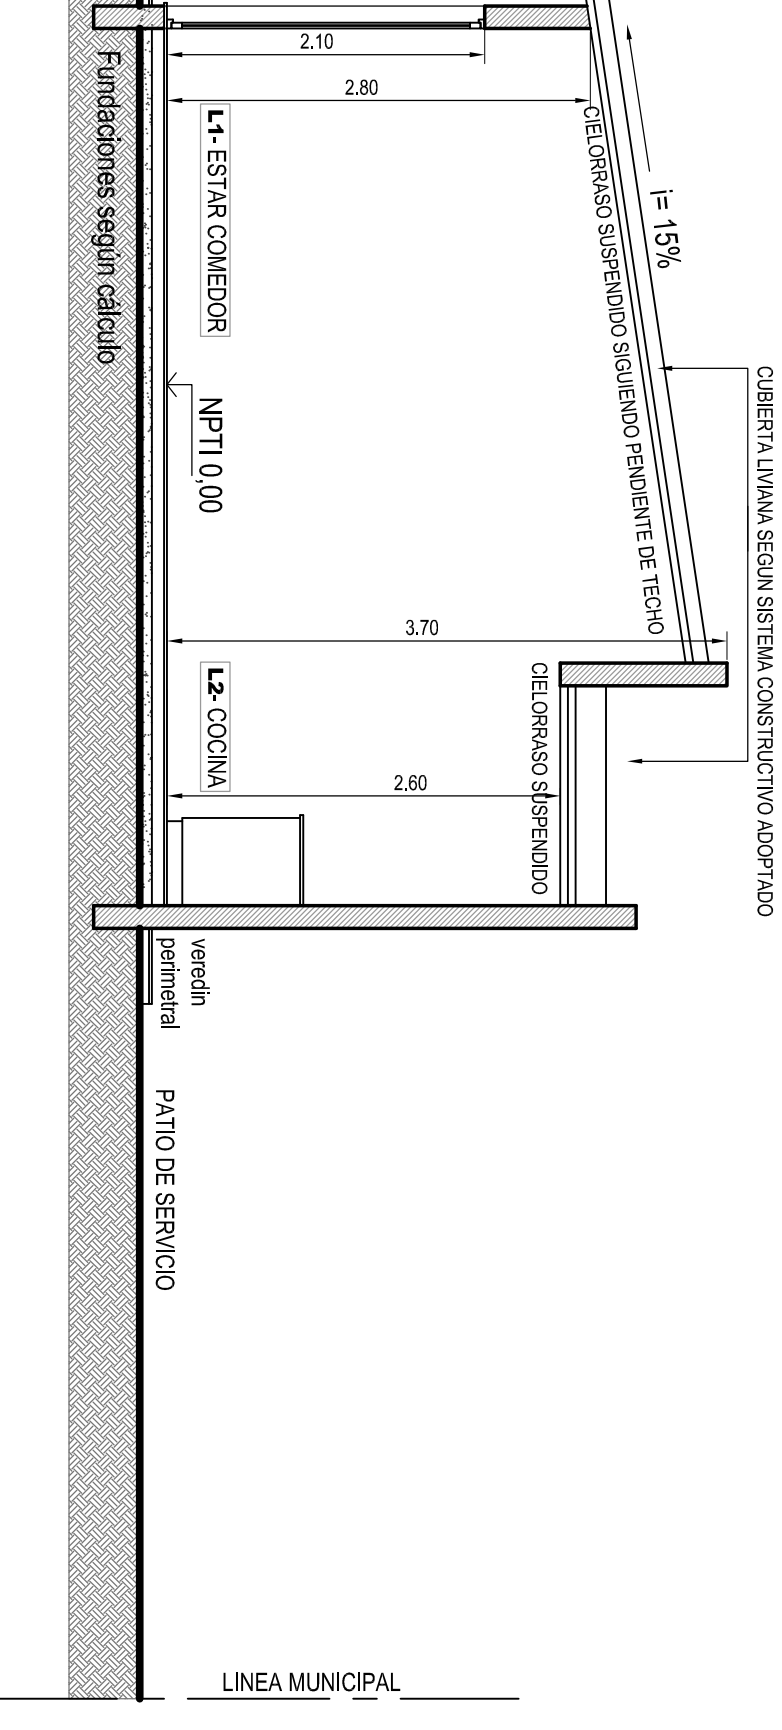 CUBIERTA LIVIANA SEGUN SISTEMA CONSTRUCTIVO ADOPTADO
i= 15%
CIELORRASO SUSPENDIDO SIGUIENDO PENDIENTE DE TECHO
CIELORRASO SUSPENDIDO
2.10
2.80
3.70
2.60
L1- ESTAR COMEDOR
L2- COCINA
NPTI 0,00
veredin
perimetral
PATIO DE SERVICIO
Fundaciones según cálculo
LINEA MUNICIPAL